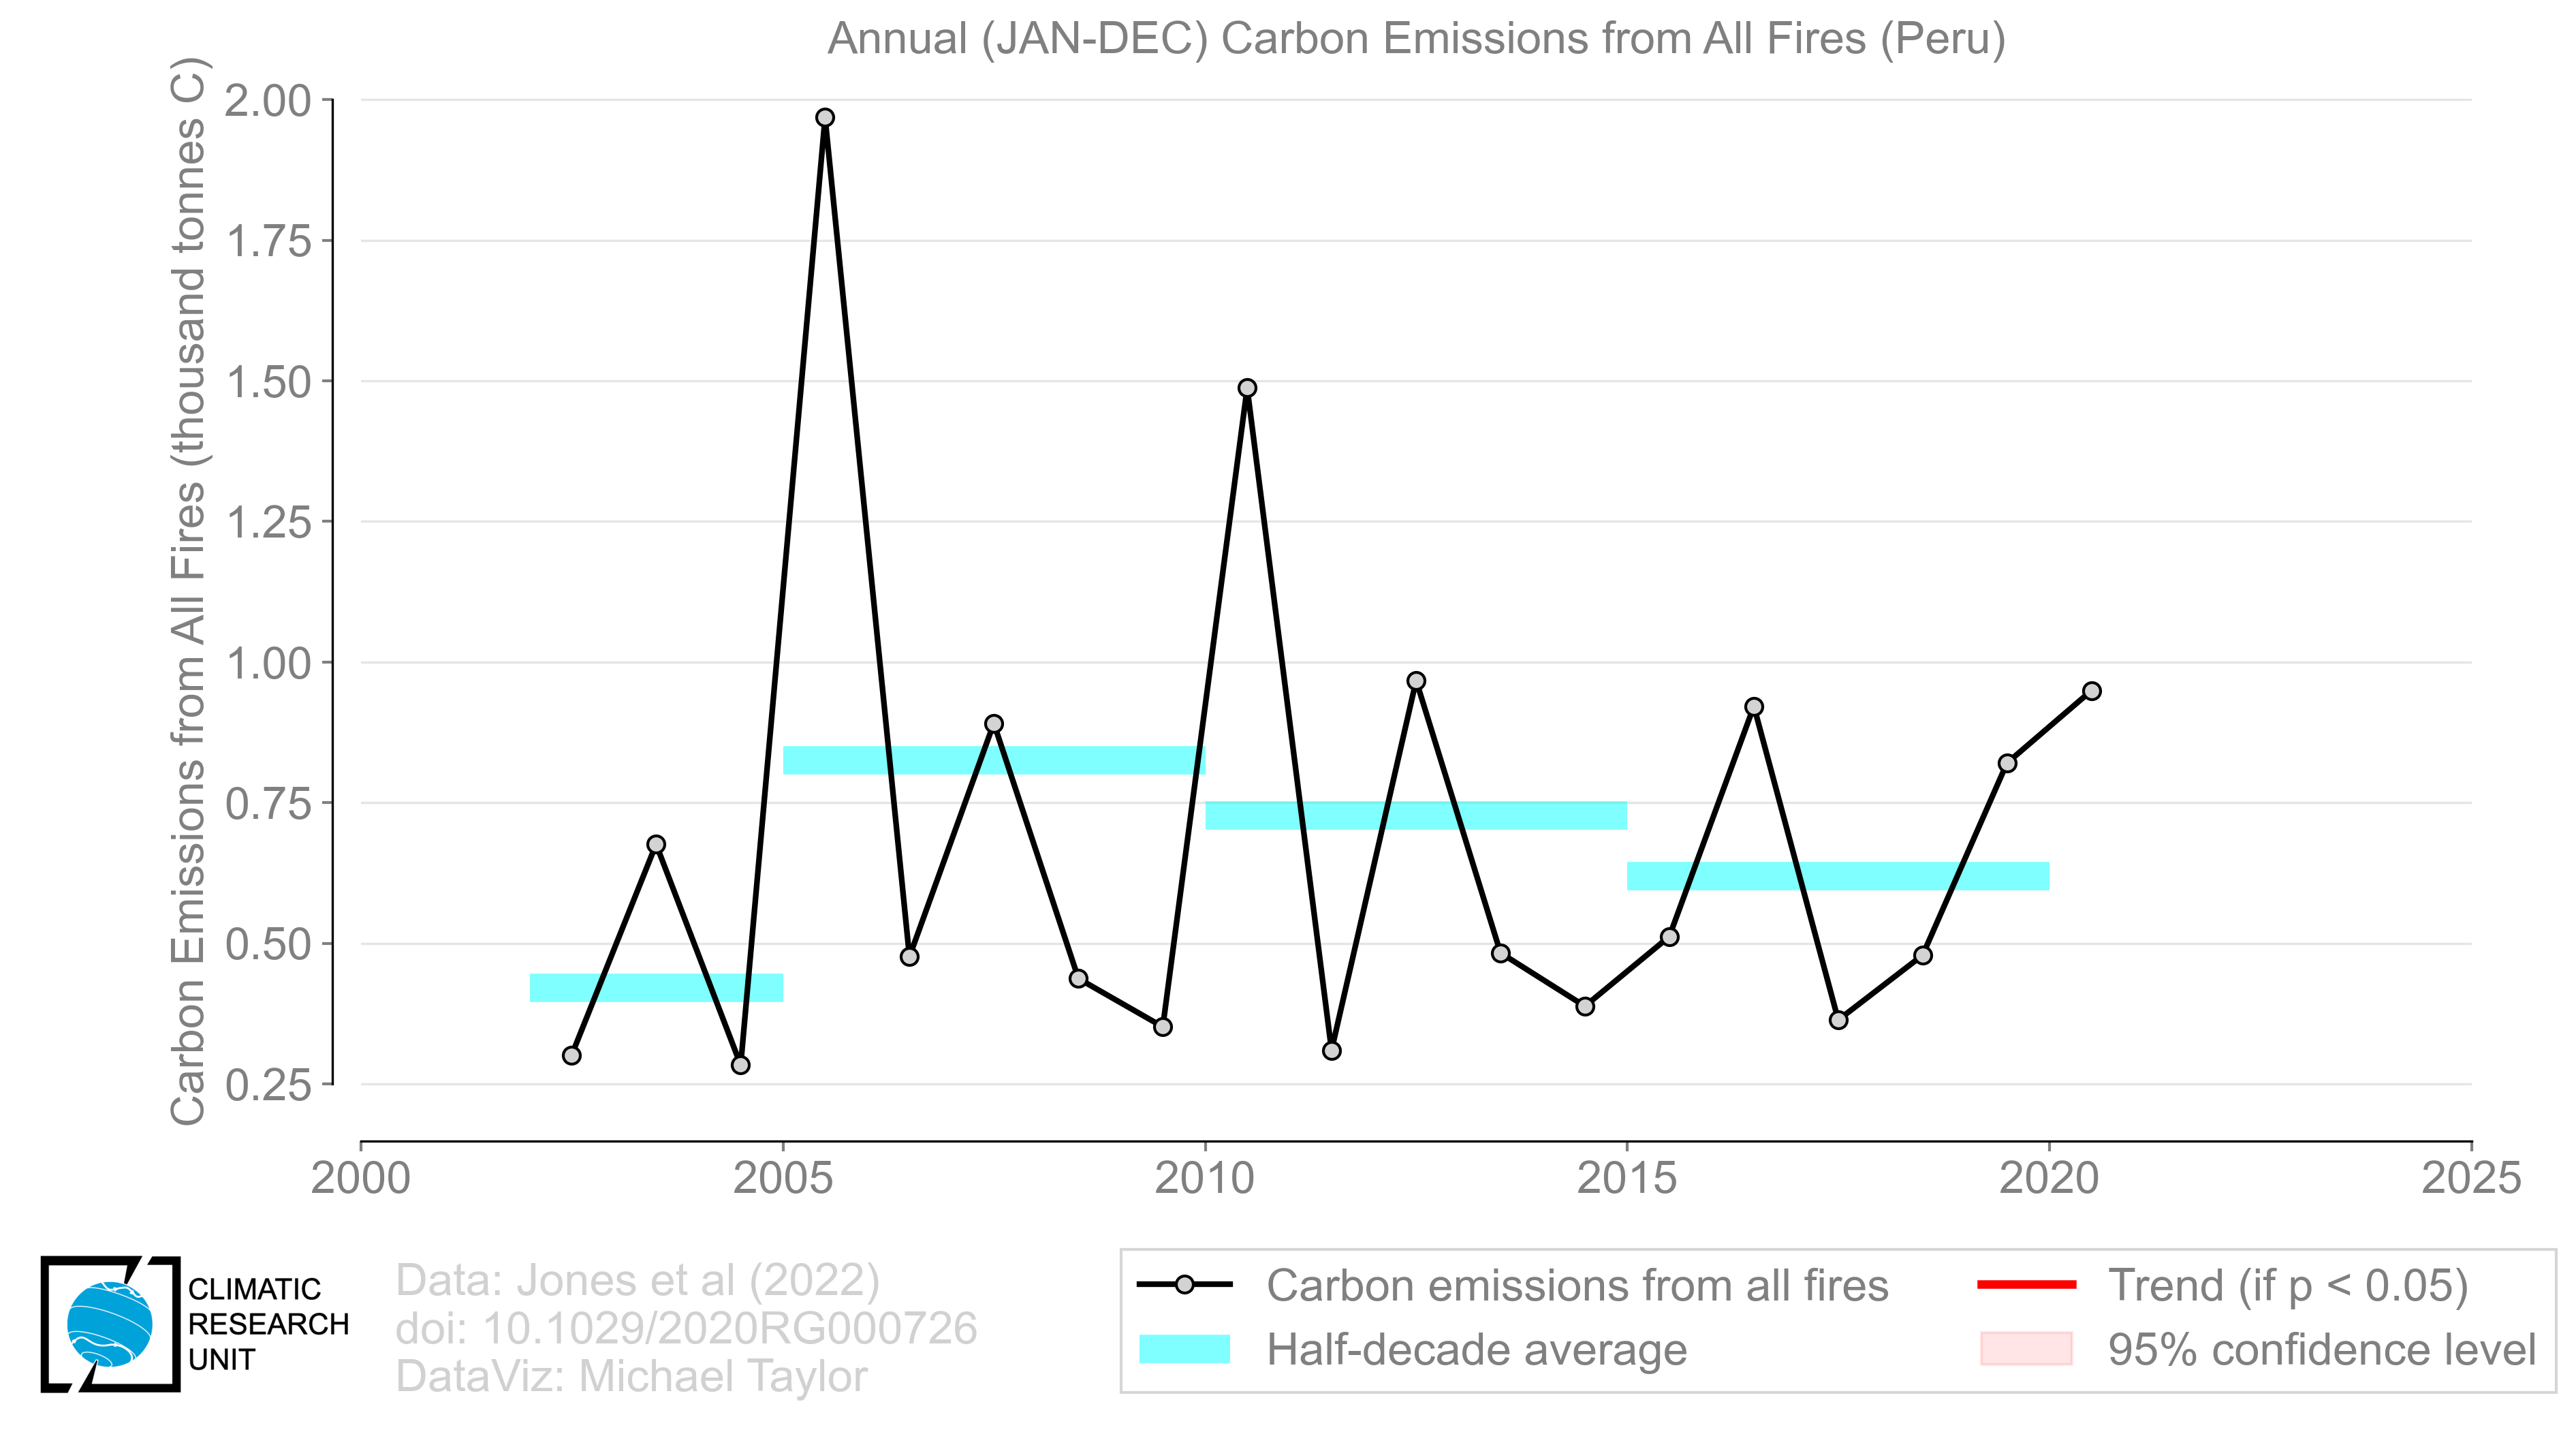 Annual (JAN-DEC) Carbon Emissions from All Fires (Peru)
Carbon Emissions from All Fires (thousand tonnes C)
2.00
1.75
1.50
1.25
1.00
0.75
0.50
0.25
2000
2005
2010
2015
2020
2025
CLIMATIC
RESEARCH
UNIT
Data: Jones et al (2022)
doi: 10.1029/2020RG000726
DataViz: Michael Taylor
Carbon emissions from all fires
Half-decade average
Trend (if p < 0.05)
95% confidence level